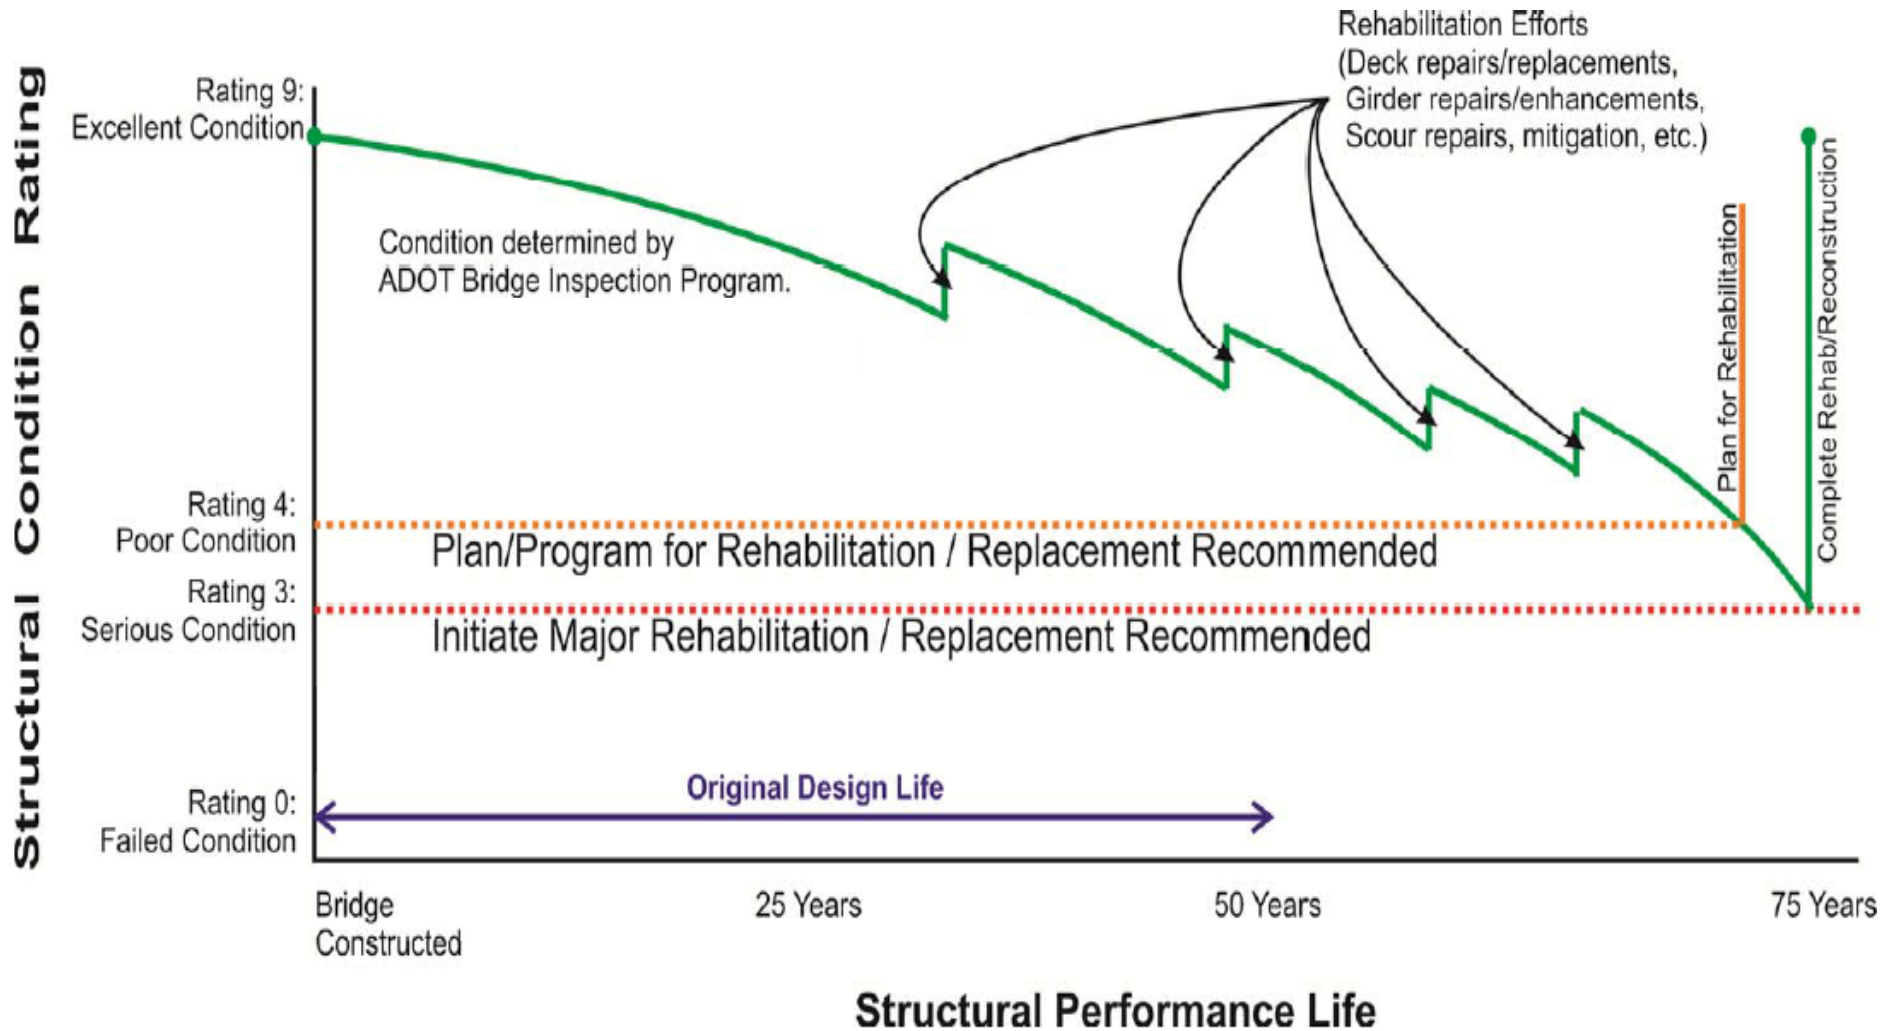 Rehabilitation Efforts
(Deck repairs/replacements,
Girder repairs/enhancements,
Scour repairs, mitigation, etc.)
Structural Condition Rating
Rating 9:
Excellent Condition
Condition determined by
ADOT Bridge Inspection Program.
Plan for Rehabilitation
Complete Rehab/Reconstruction
Rating 4:
Poor Condition
Plan/Program for Rehabilitation / Replacement Recommended
Rating 3:
Serious Condition
Initiate Major Rehabilitation / Replacement Recommended
Original Design Life
Rating 0:
Failed Condition
Bridge
Constructed
25 Years
50 Years
75 Years
Structural Performance Life